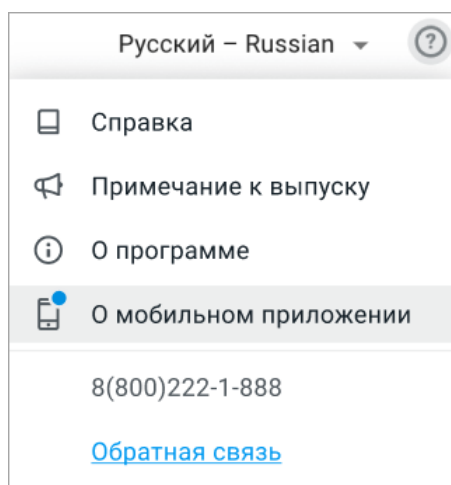 Русский – Russian
Справка
Примечание к выпуску
О программе
О мобильном приложении
8(800)222-1-888
Обратная связь